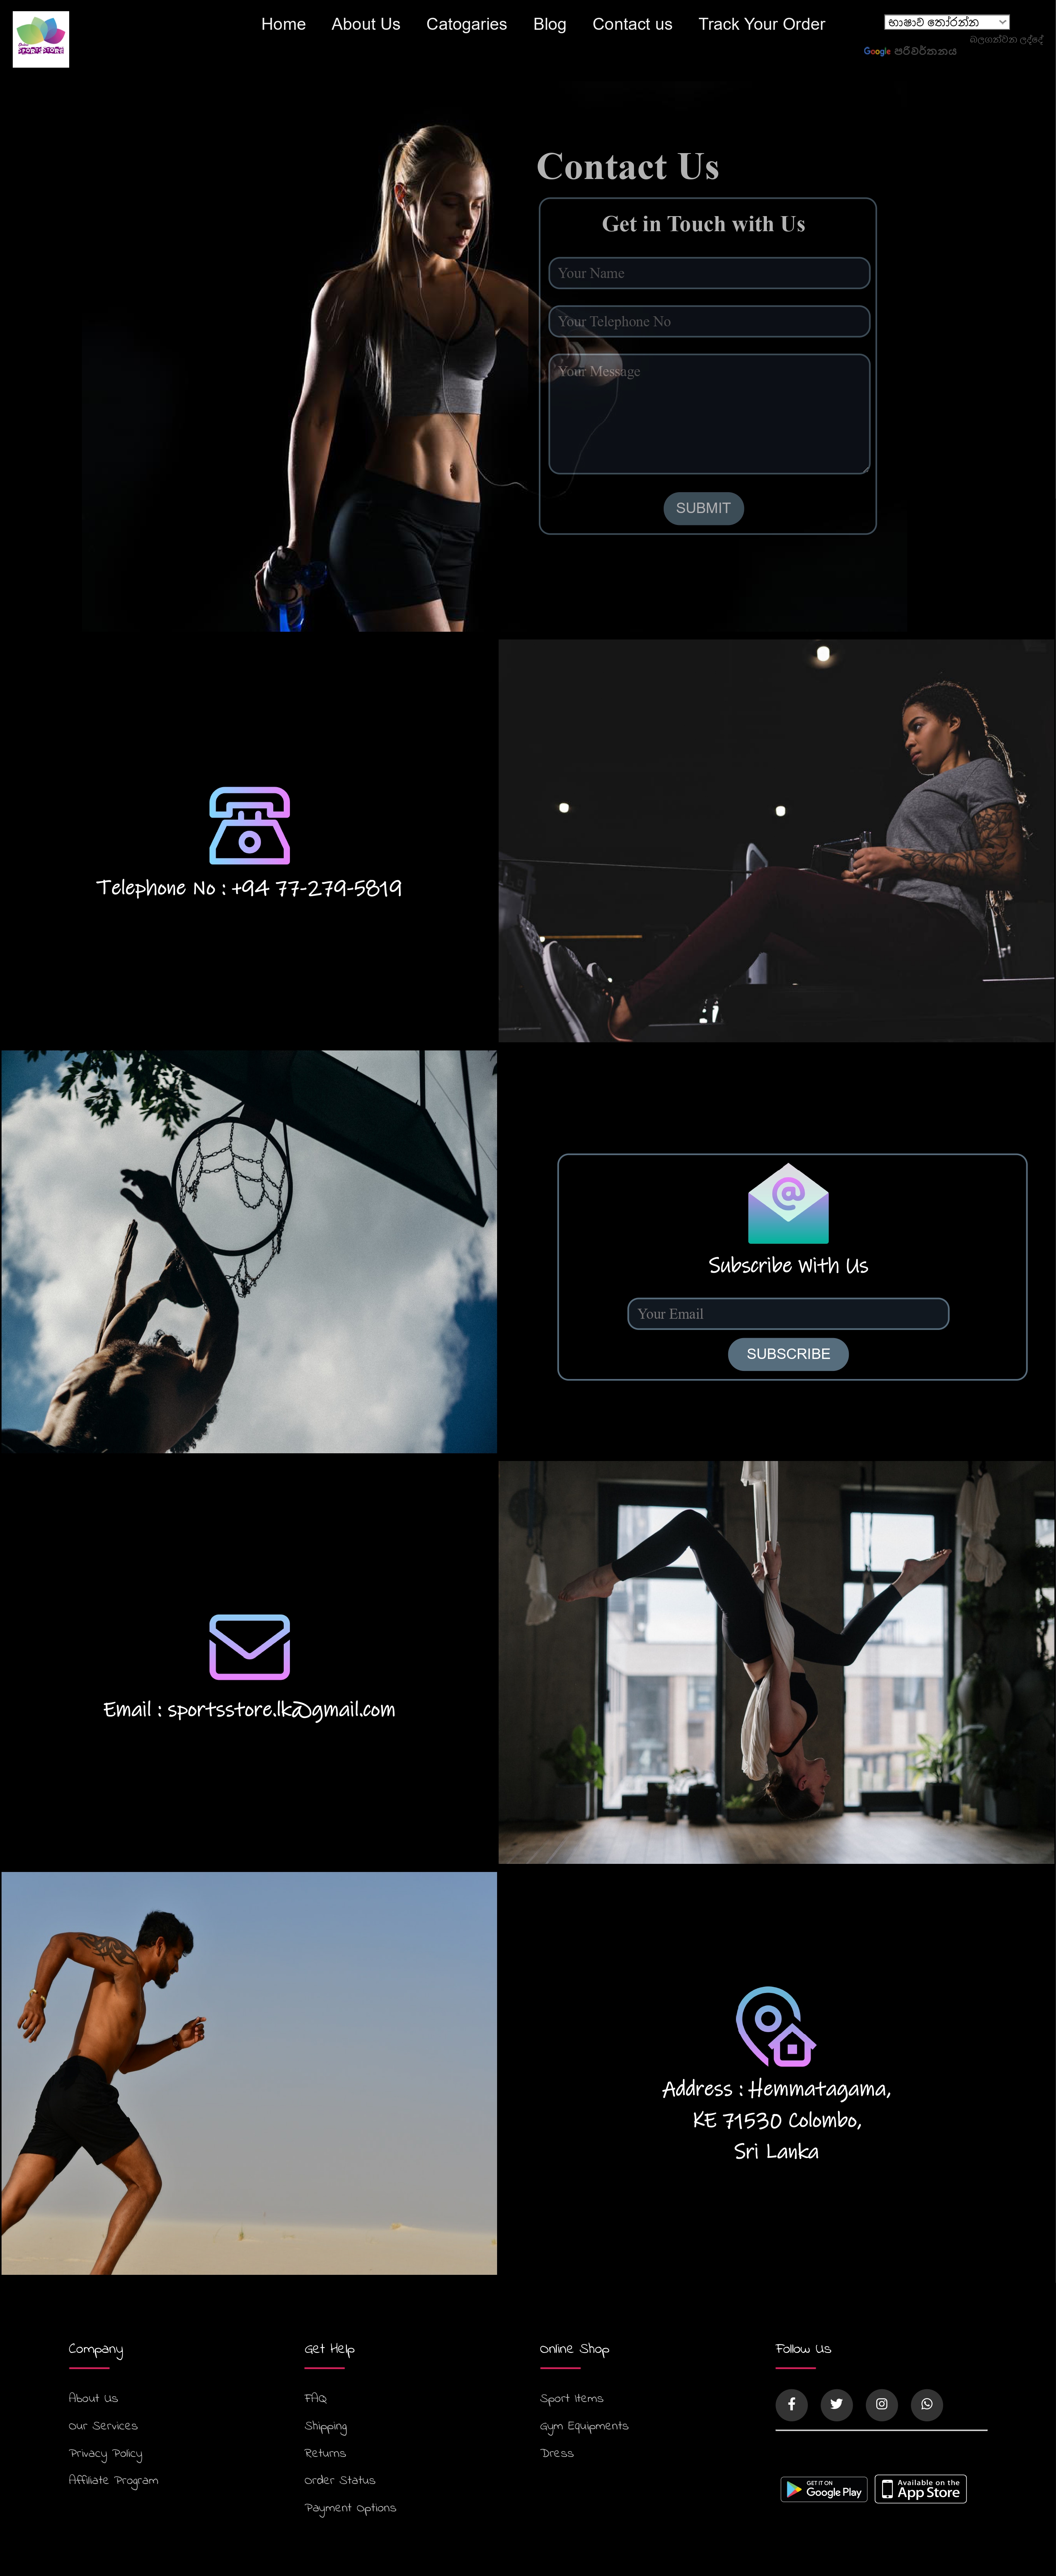 SPORTS STORE
Home
About Us
Catogaries
Blog
Contact us
Track Your Order
භාෂාව තෝරන්න
බලගන්වන ලද්දේ
Google පරිවර්තනය
Contact Us
Get in Touch with Us
Your Name
Your Telephone No
Your Message
SUBMIT
Telephone No : +94 77-279-5819
Subscribe With Us
Your Email
SUBSCRIBE
Email : sportsstore.lk@gmail.com
Address : Hemmatagama,
KE 71530 Colombo,
Sri Lanka
Company
About Us
Our Services
Privacy Policy
Affiliate Program
Get Help
FAQ
Shipping
Returns
Order Status
Payment Options
Online Shop
Sport Items
Gym Equipments
Dress
Follow Us
GET IT ON
Google Play
Available on the
App Store